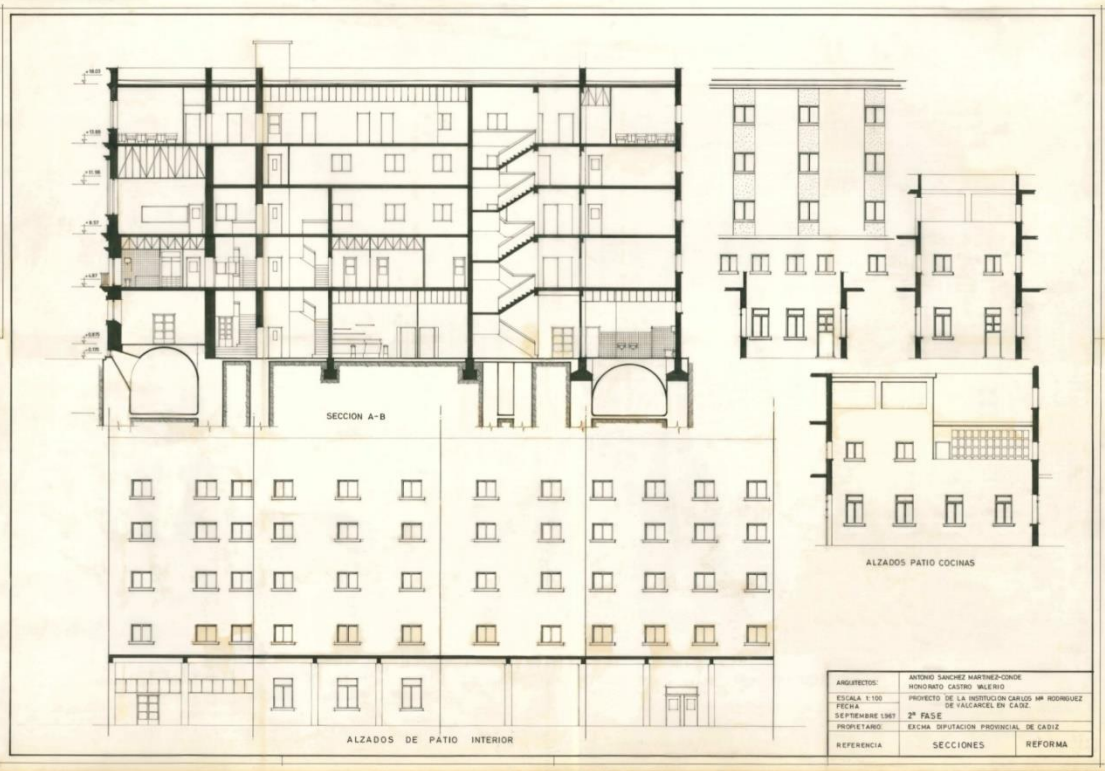 SECCION A-B
ALZADOS PATIO COCINAS
ALZADOS DE PATIO INTERIOR
ARQUITECTOS:
ANTONIO SANCHEZ MARTINEZ-CONDE
HONORATO CASTRO VALERIO
ESCALA 1:100
FECHA
SEPTIEMBRE 1.967
PROYECTO DE LA INSTITUCION CARLOS Mª RODRIGUEZ
DE VALCARCEL EN CADIZ.
2ª FASE
PROPIETARIO:
EXCMA DIPUTACION PROVINCIAL DE CADIZ
REFERENCIA
SECCIONES
REFORMA